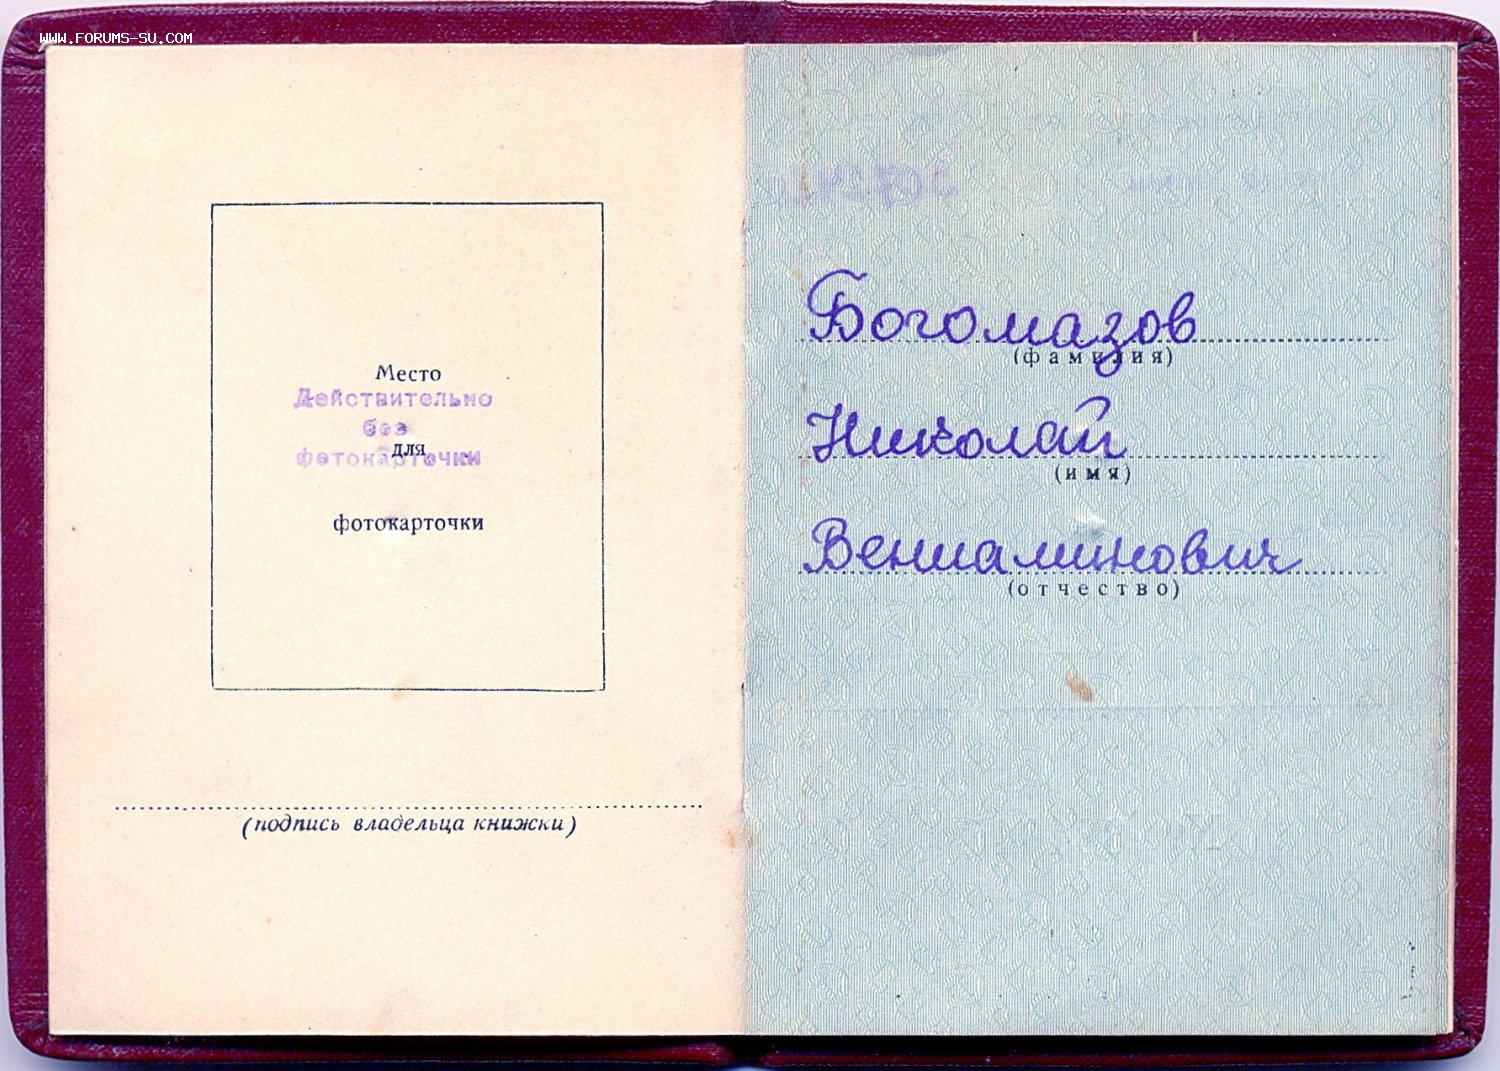 WWW.FORUMS-SU.COM
Место
Действительно
без
для
фотокарточки
фотокарточки
(подпись владельца книжки)
Богомазов
(фамилия)
Николай
(имя)
Вениаминович
(отчество)